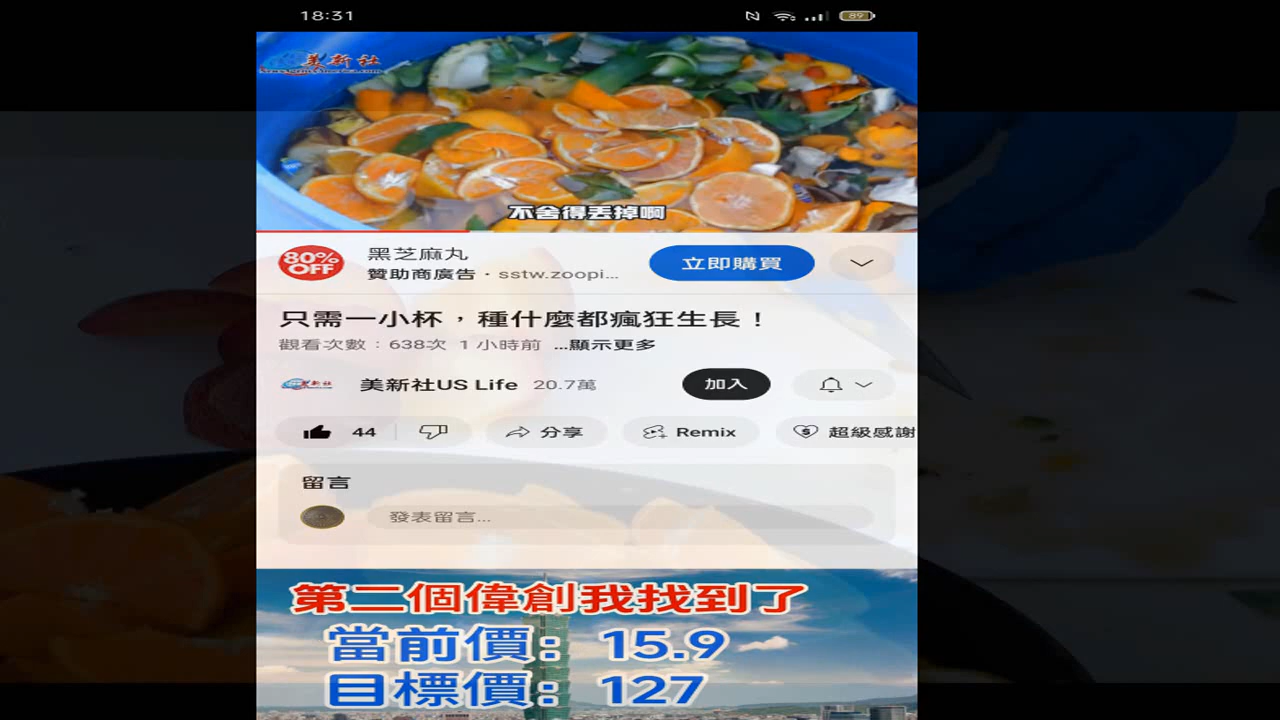 18:31
89
美新社
不舍得丢掉啊
80% OFF
黑芝麻丸
贊助商廣告・sstw.zoopi...
立即購買
只需一小杯，種什麼都瘋狂生長！
觀看次數：638次 1 小時前 ...顯示更多
美新社US Life 20.7萬
加入
44
分享
Remix
超級感謝
留言
發表留言...
第二個偉創我找到了
當前價：15.9
目標價：127